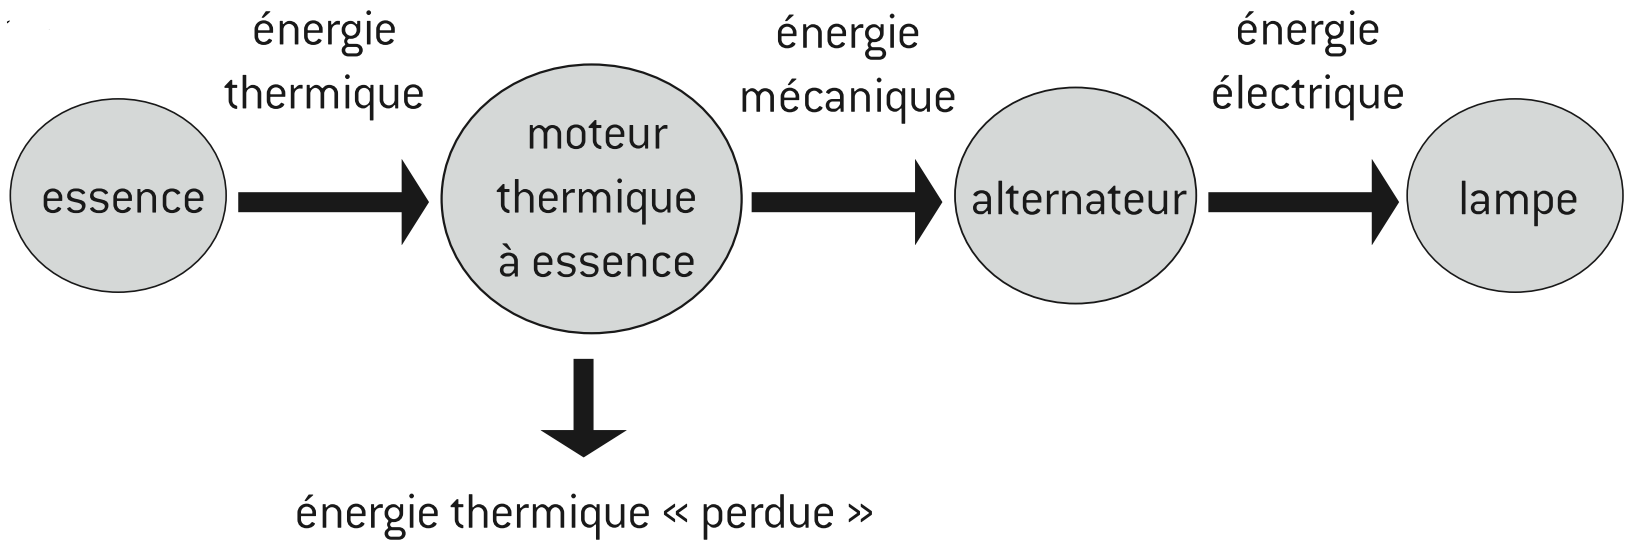 énergie
thermique
énergie
mécanique
énergie
électrique
essence
moteur
thermique
à essence
alternateur
lampe
énergie thermique « perdue »